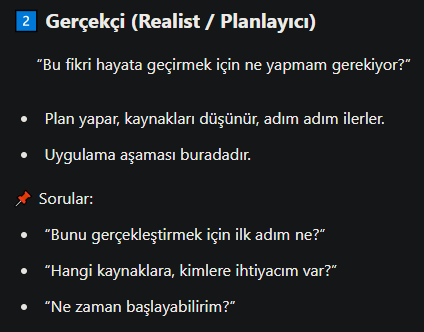 2️⃣ Gerçekçi (Realist / Planlayıcı)
“Bu fikri hayata geçirmek için ne yapmam gerekiyor?”
• Plan yapar, kaynakları düşünür, adım adım ilerler.
• Uygulama aşaması buradadır.
📌 Sorular:
• “Bunu gerçekleştirmek için ilk adım ne?”
• “Hangi kaynaklara, kimlere ihtiyacım var?”
• “Ne zaman başlayabilirim?”